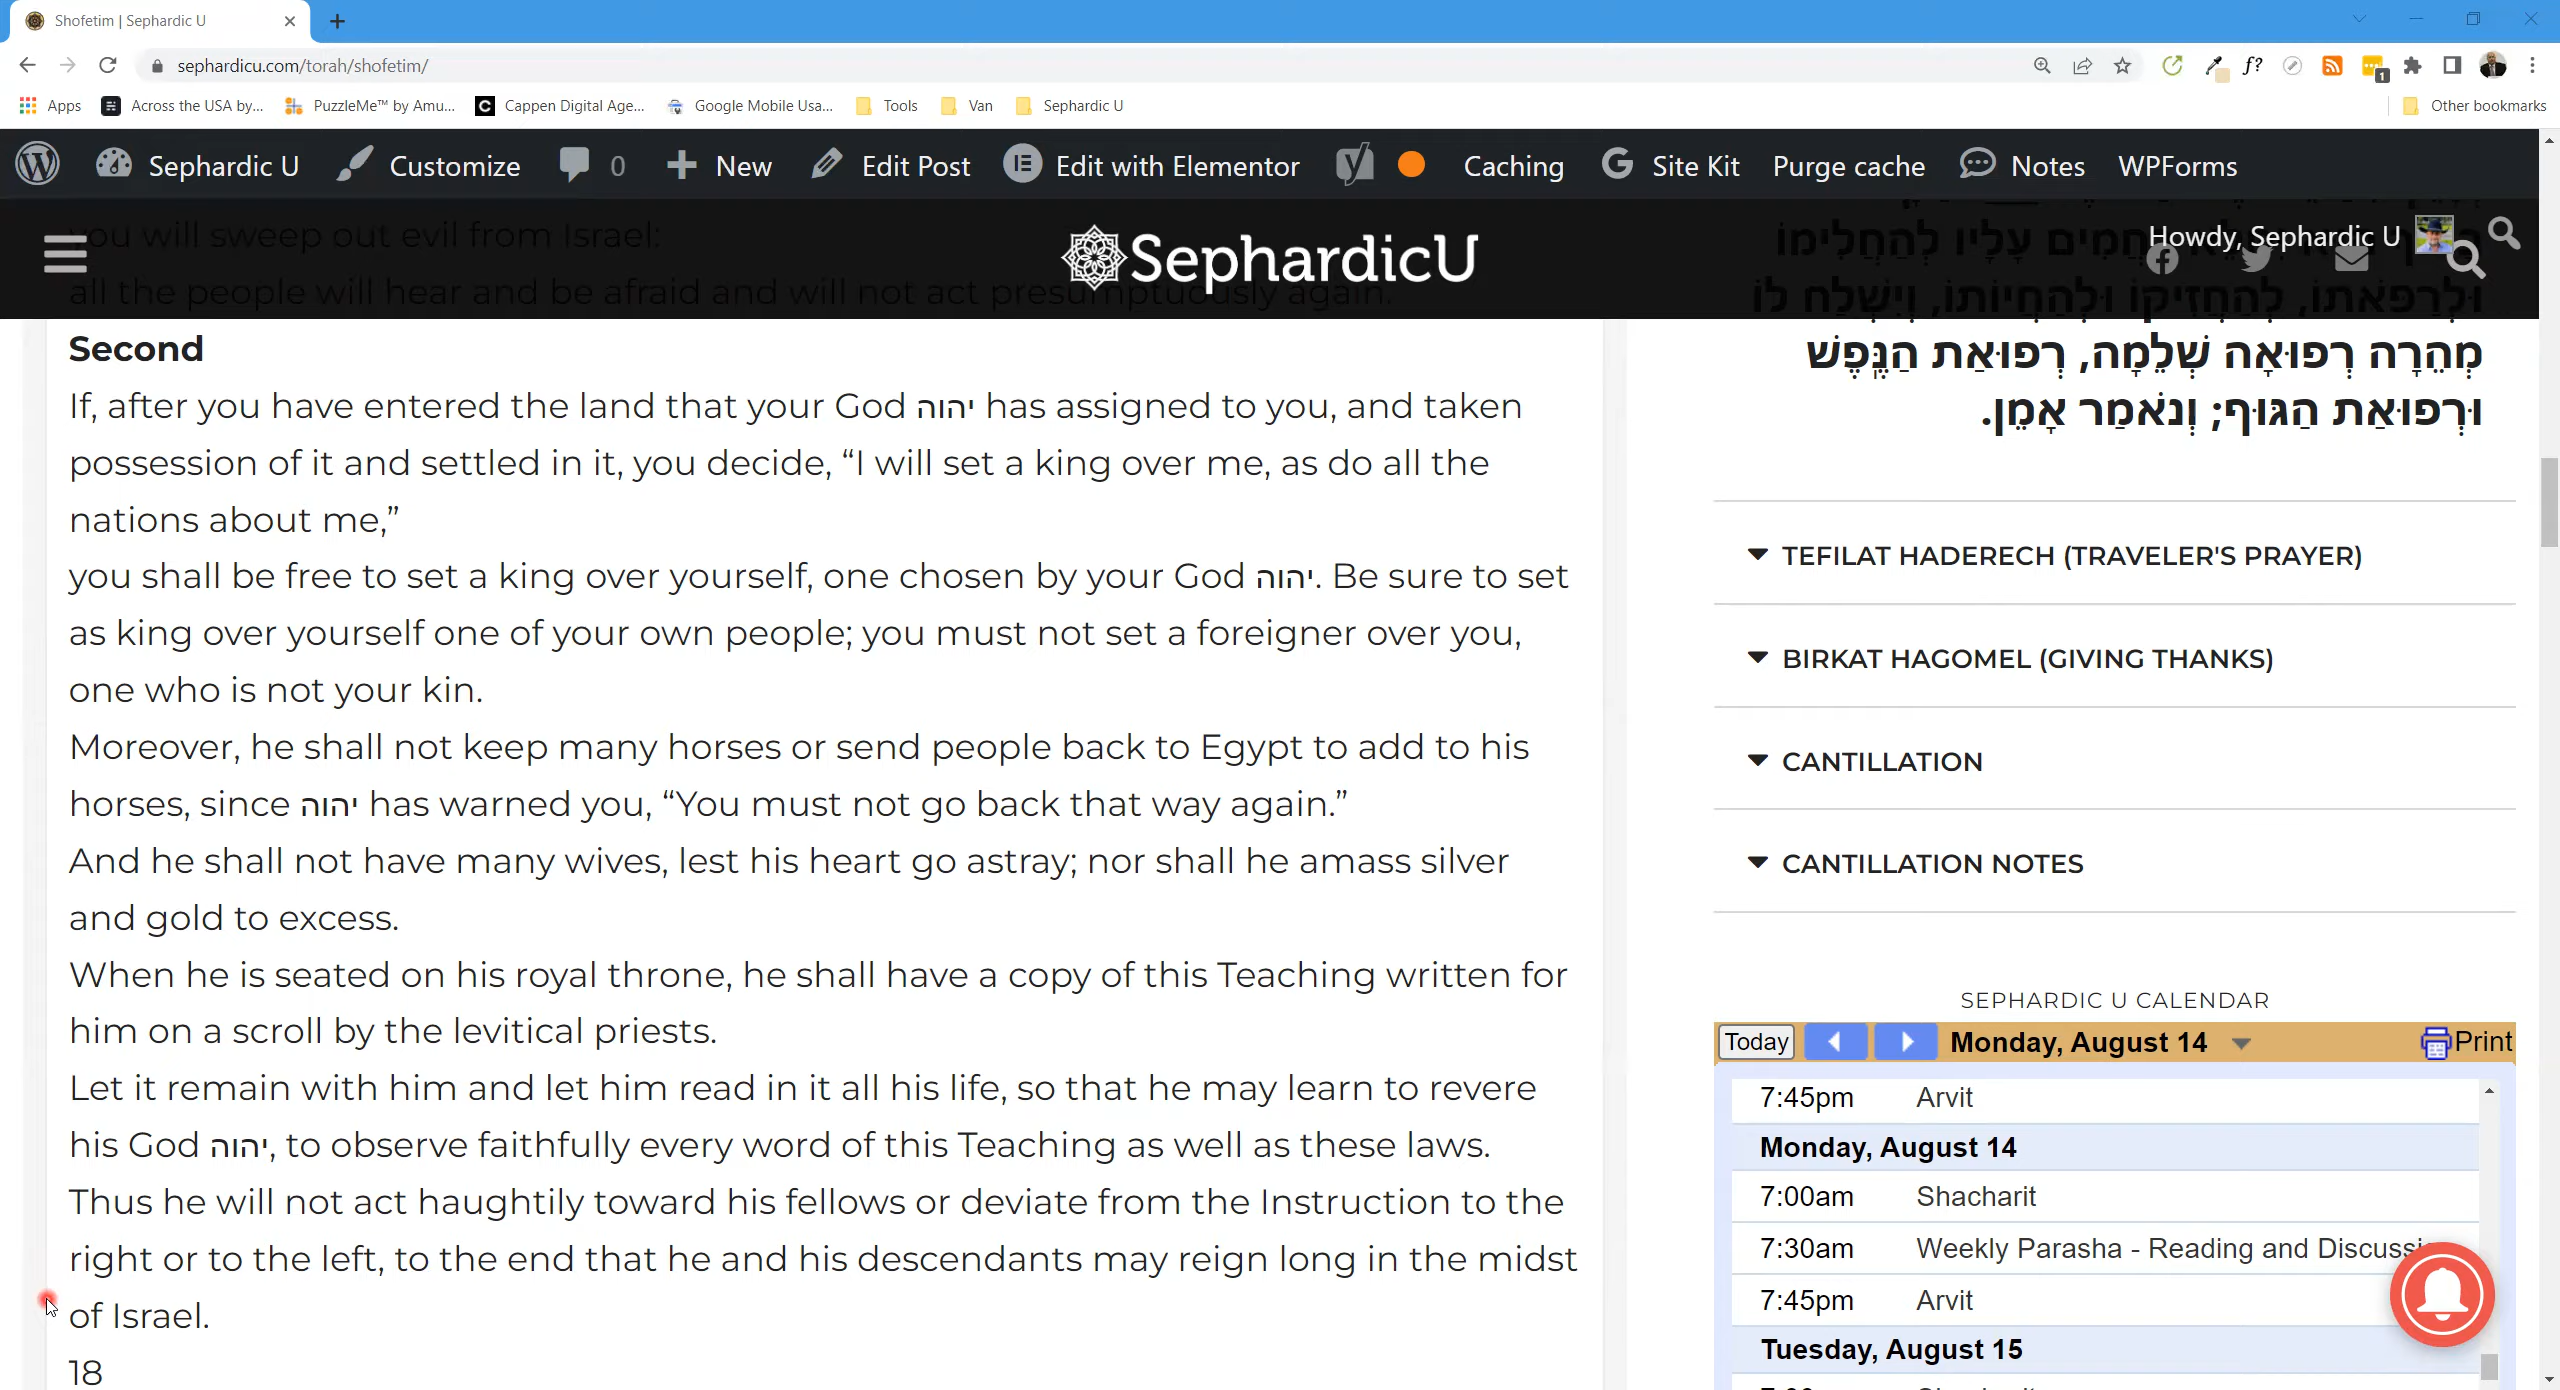 Shofetim | Sephardic U
sephardicu.com/torah/shofetim/
f?
1
Apps
Across the USA by...
PuzzleMe™ by Amu...
Cappen Digital Age...
Google Mobile Usa...
Tools
Van
Sephardic U
Other bookmarks
Sephardic U
Customize
0
New
Edit Post
Edit with Elementor
Caching
Site Kit
Purge cache
Notes
WPForms
Howdy, Sephardic U
SephardicU
you will sweep out evil from Israel:
all the people will hear and be afraid and will not act presumptuously again.
Second
If, after you have entered the land that your God יהוה has assigned to you, and taken
possession of it and settled in it, you decide, “I will set a king over me, as do all the
nations about me,”
you shall be free to set a king over yourself, one chosen by your God יהוה. Be sure to set
as king over yourself one of your own people; you must not set a foreigner over you,
one who is not your kin.
Moreover, he shall not keep many horses or send people back to Egypt to add to his
horses, since יהוה has warned you, “You must not go back that way again.”
And he shall not have many wives, lest his heart go astray; nor shall he amass silver
and gold to excess.
When he is seated on his royal throne, he shall have a copy of this Teaching written for
him on a scroll by the levitical priests.
Let it remain with him and let him read in it all his life, so that he may learn to revere
his God יהוה, to observe faithfully every word of this Teaching as well as these laws.
Thus he will not act haughtily toward his fellows or deviate from the Instruction to the
right or to the left, to the end that he and his descendants may reign long in the midst
of Israel.
18
עָלָיו לְהַחֲלִימוֹ
וּלְרַפֹּאתוֹ, לְהַחֲזִיקוֹ וּלְהַחֲיוֹתוֹ, וְיִשְׁלַח לוֹ
מְהֵרָה רְפוּאָה שְׁלֵמָה, רְפוּאַת הַנֶּפֶשׁ
וּרְפוּאַת הַגּוּף; וְנֹאמַר אָמֵן.
TEFILAT HADERECH (TRAVELER'S PRAYER)
BIRKAT HAGOMEL (GIVING THANKS)
CANTILLATION
CANTILLATION NOTES
SEPHARDIC U CALENDAR
Today
Monday, August 14
Print
7:45pm Arvit
Monday, August 14
7:00am Shacharit
7:30am Weekly Parasha - Reading and
7:45pm Arvit
Tuesday, August 15